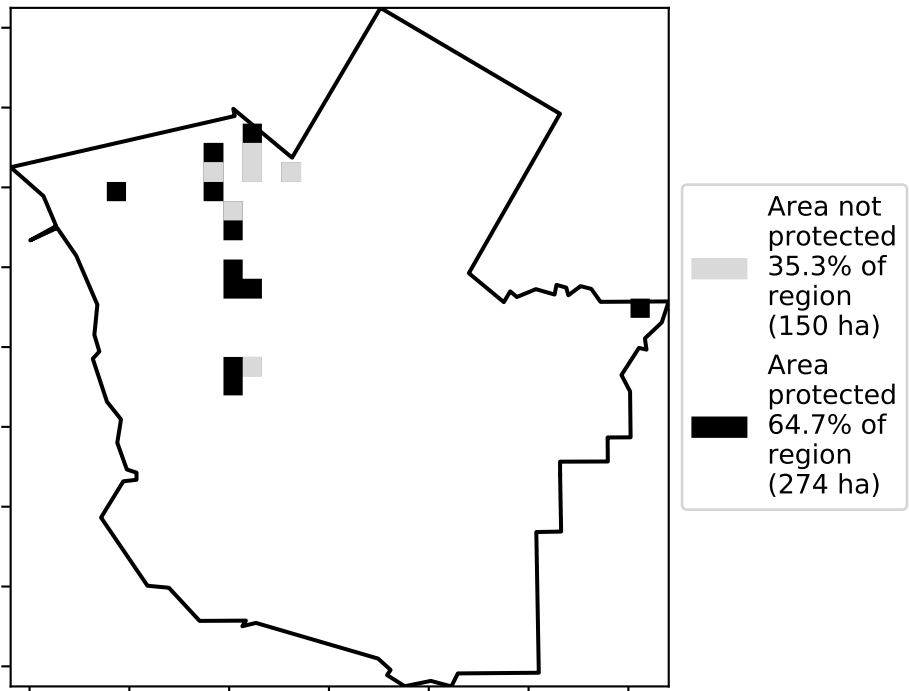 Area not
protected
35.3% of
region
(150 ha)
Area
protected
64.7% of
region
(274 ha)